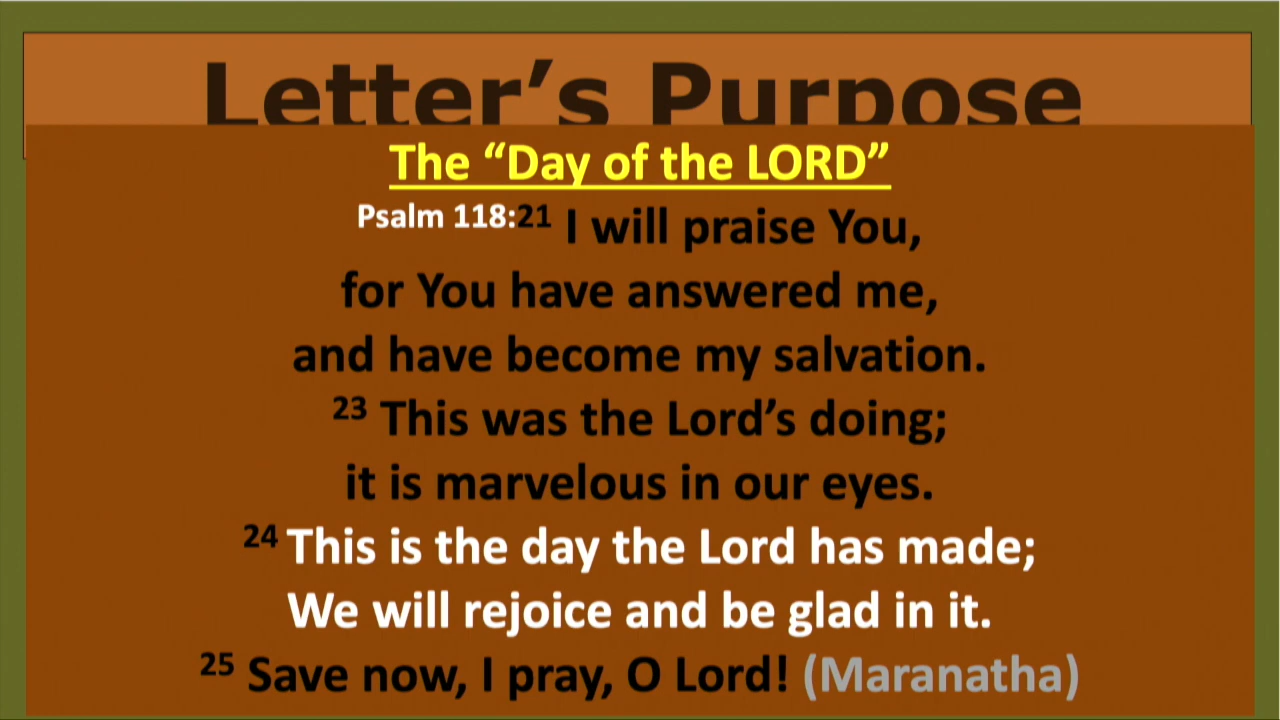 Letter’s Purpose
The “Day of the LORD”
Psalm 118:21 I will praise You,
for You have answered me,
and have become my salvation.
23 This was the Lord’s doing;
it is marvelous in our eyes.
24 This is the day the Lord has made;
We will rejoice and be glad in it.
25 Save now, I pray, O Lord! (Maranatha)